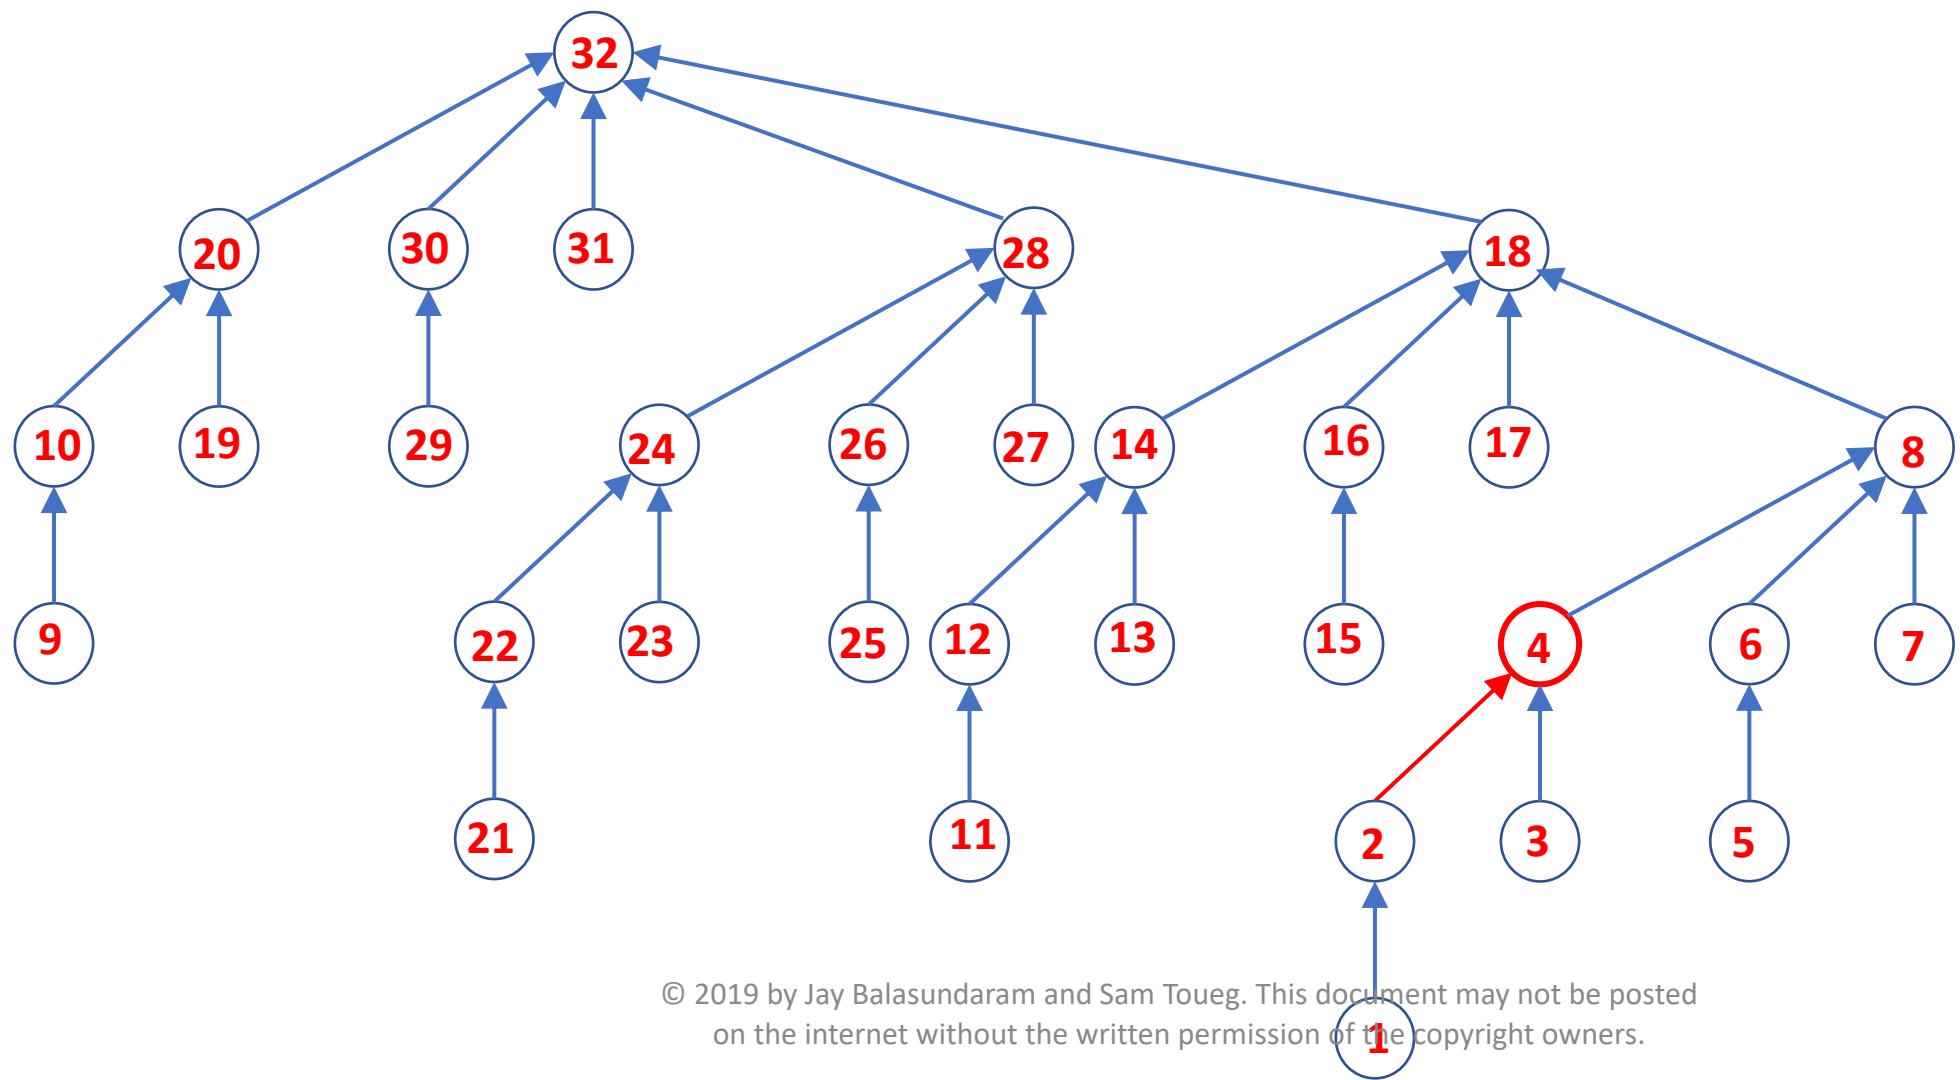 32
20 30 31 28 18
10 19 29 24 26 27 14 16 17 8
9 22 23 25 12 13 15 4 6 7
21 11 2 3 5
© 2019 by Jay Balasundaram and Sam Toueg. This document may not be posted
on the internet without the written permission of the copyright owners.
1